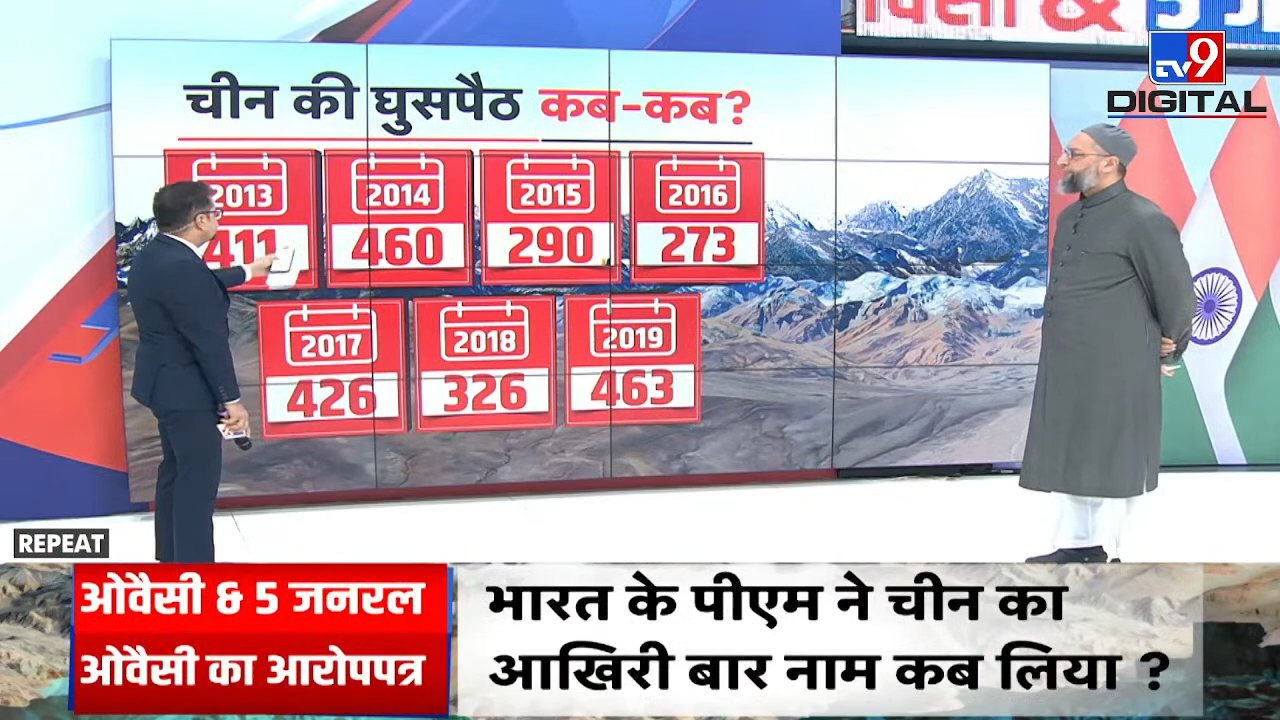 & 5
TV9
DIGITAL
चीन की घुसपैठ कब-कब?
2013 2014 2015 2016
411 460 290 273
2017 2018 2019
426 326 463
REPEAT
ओवैसी & 5 जनरल
ओवैसी का आरोपपत्र
भारत के पीएम ने चीन का
आखिरी बार नाम कब लिया ?